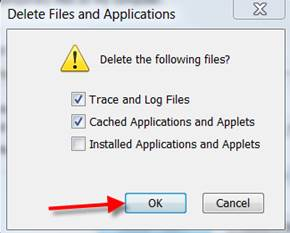 Delete Files and Applications
Delete the following files?
Trace and Log Files
Cached Applications and Applets
Installed Applications and Applets
OK
Cancel